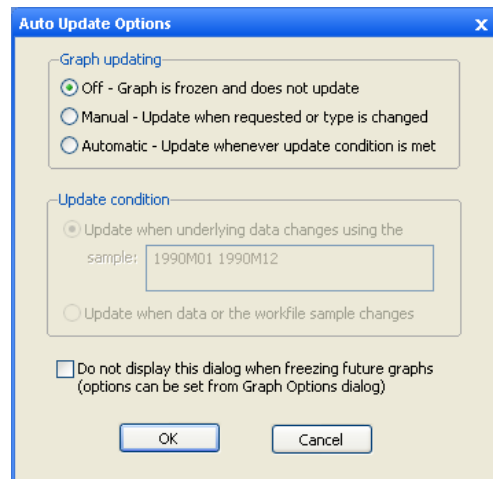 Auto Update Options
Graph updating
Off - Graph is frozen and does not update
Manual - Update when requested or type is changed
Automatic - Update whenever update condition is met
Update condition
Update when underlying data changes using the
sample: 1990M01 1990M12
Update when data or the workfile sample changes
Do not display this dialog when freezing future graphs
(options can be set from Graph Options dialog)
OK Cancel